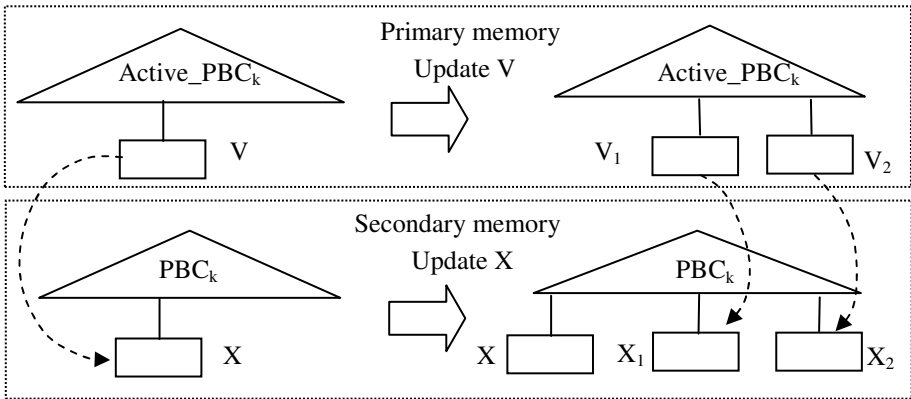 Primary memory
Update V
Active_PBCₖ
Active_PBCₖ
V
V₁
V₂
Secondary memory
Update X
PBCₖ
PBCₖ
X
X
X₁
X₂